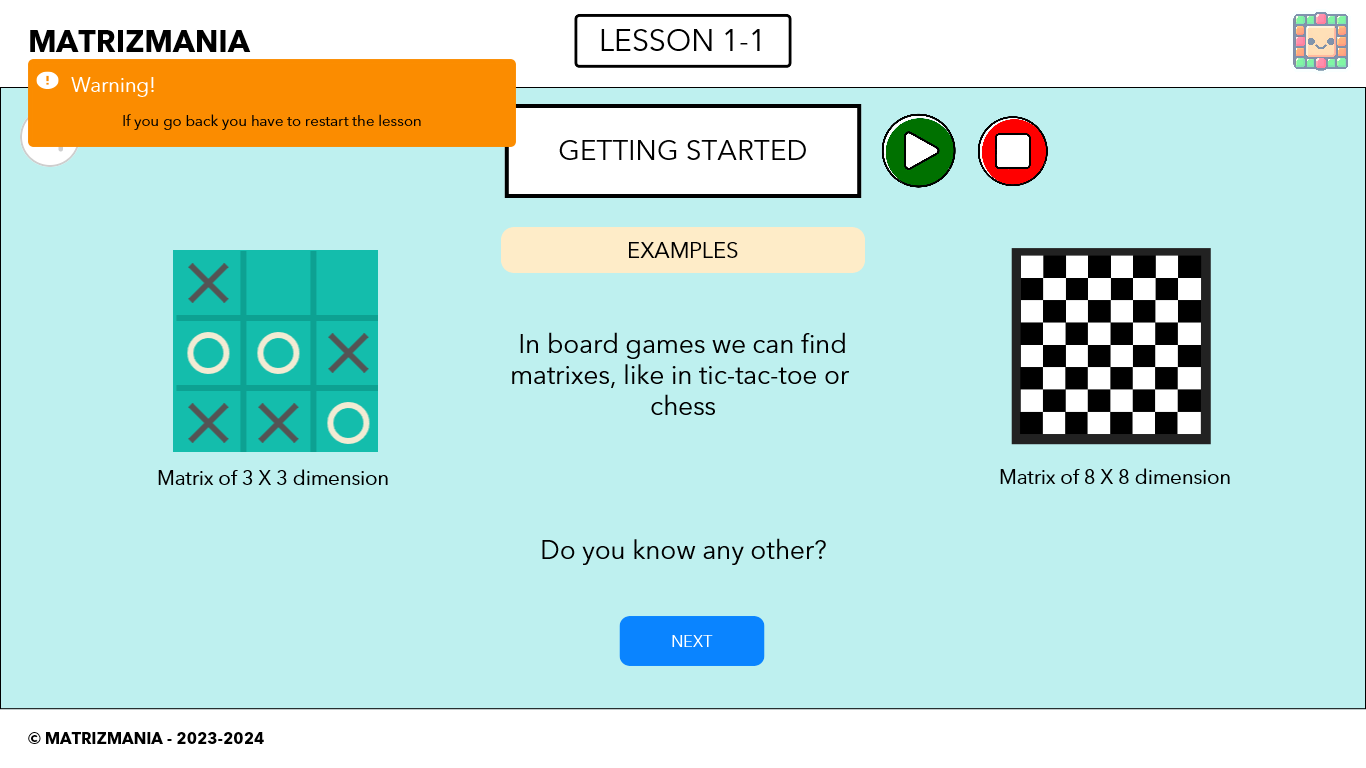 MATRIZMANIA
LESSON 1-1
Warning!
If you go back you have to restart the lesson
GETTING STARTED
EXAMPLES
In board games we can find
matrixes, like in tic-tac-toe or
chess
Matrix of 3 X 3 dimension
Matrix of 8 X 8 dimension
Do you know any other?
NEXT
© MATRIZMANIA - 2023-2024